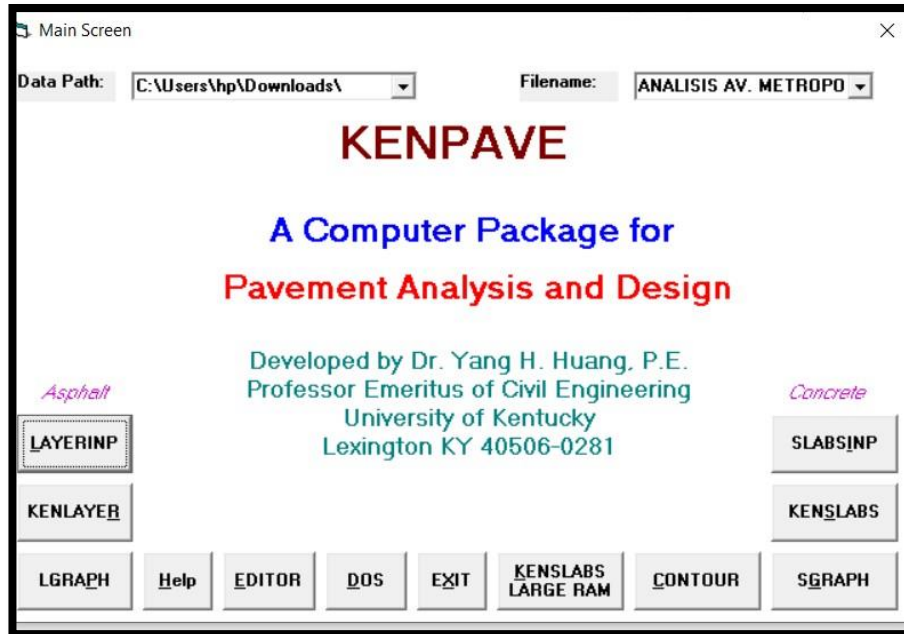 Main Screen
Data Path:
C:\Users\hp\Downloads\
Filename:
ANALISIS AV. METROPO
KENPAVE
A Computer Package for
Pavement Analysis and Design
Developed by Dr. Yang H. Huang, P.E.
Professor Emeritus of Civil Engineering
University of Kentucky
Lexington KY 40506-0281
Asphalt
Concrete
LAYERINP
SLABSINP
KENLAYER
KENSLABS
LGRAPH
Help
EDITOR
DOS
EXIT
KENSLABS
LARGE RAM
CONTOUR
SGRAPH